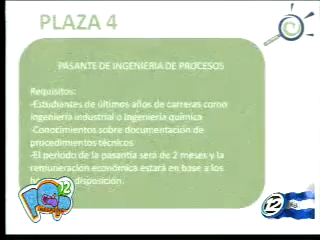 PLAZA 4
PASANTE DE INGENIERIA DE PROCESOS
Requisitos:
-Estudiantes de últimos años de carreras como
ingeniería industrial o Ingeniería química
-Conocimientos sobre documentación de
procedimientos técnicos
-El periodo de la pasantía será de 2 meses y la
remuneración económica estará en base a los
disposición.
12
12